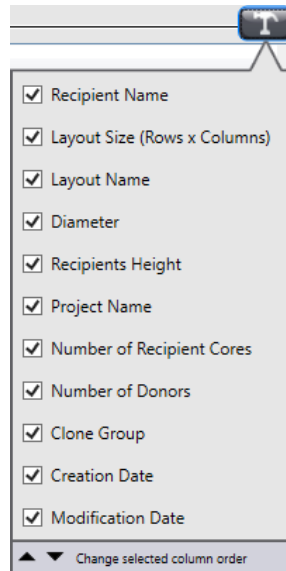 Recipient Name
Layout Size (Rows x Columns)
Layout Name
Diameter
Recipients Height
Project Name
Number of Recipient Cores
Number of Donors
Clone Group
Creation Date
Modification Date
Change selected column order